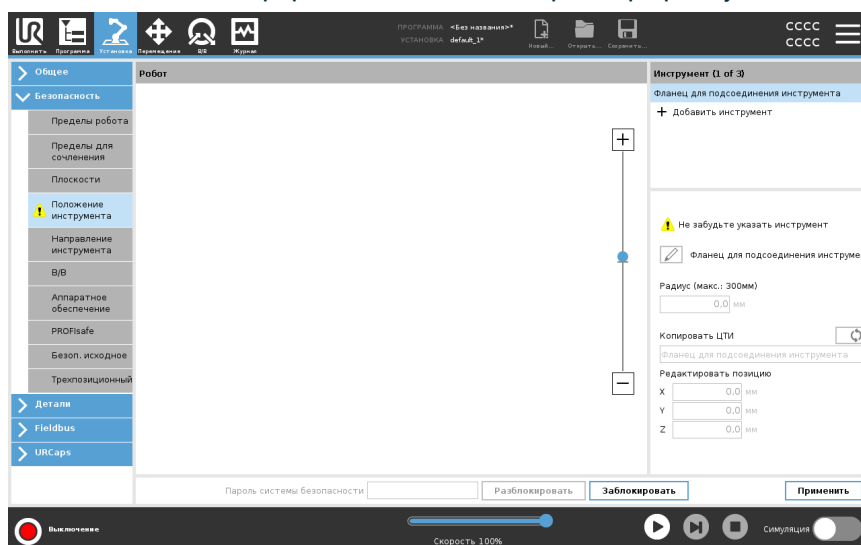 ПРОГРАММА <Без названия>*
УСТАНОВКА default_1*
Выполнить Программа Установка Перемещение В/В Журнал
Новый... Открыть... Сохранить...
CCCC
CCCC
Общее
Безопасность
Пределы робота
Пределы для
сочленения
Плоскости
Положение
инструмента
Направление
инструмента
В/В
Аппаратное
обеспечение
PROFIsafe
Безоп. исходное
Трехпозиционный
Детали
Fieldbus
URCaps
Робот
Инструмент (1 of 3)
Фланец для подсоединения инструмента
Добавить инструмент
Не забудьте указать инструмент
Фланец для подсоединения инструме
Радиус (макс.: 300мм)
0,0 мм
Копировать ЦТИ
Фланец для подсоединения инструмента
Редактировать позицию
X 0,0 мм
Y 0,0 мм
Z 0,0 мм
Пароль системы безопасности Разблокировать Заблокировать Применить
Выключение
Скорость 100%
Симуляция